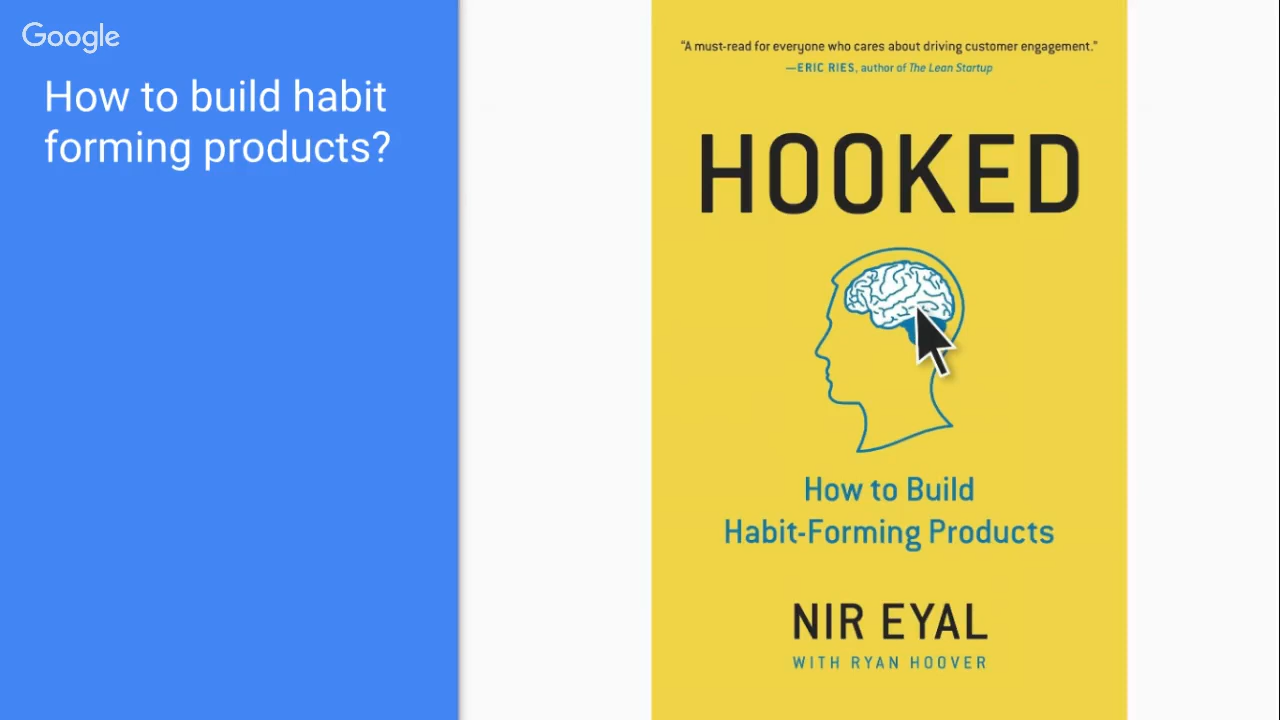 Google
How to build habit
forming products?
“A must-read for everyone who cares about driving customer engagement.”
—ERIC RIES, author of The Lean Startup
HOOKED
How to Build
Habit-Forming Products
NIR EYAL
WITH RYAN HOOVER